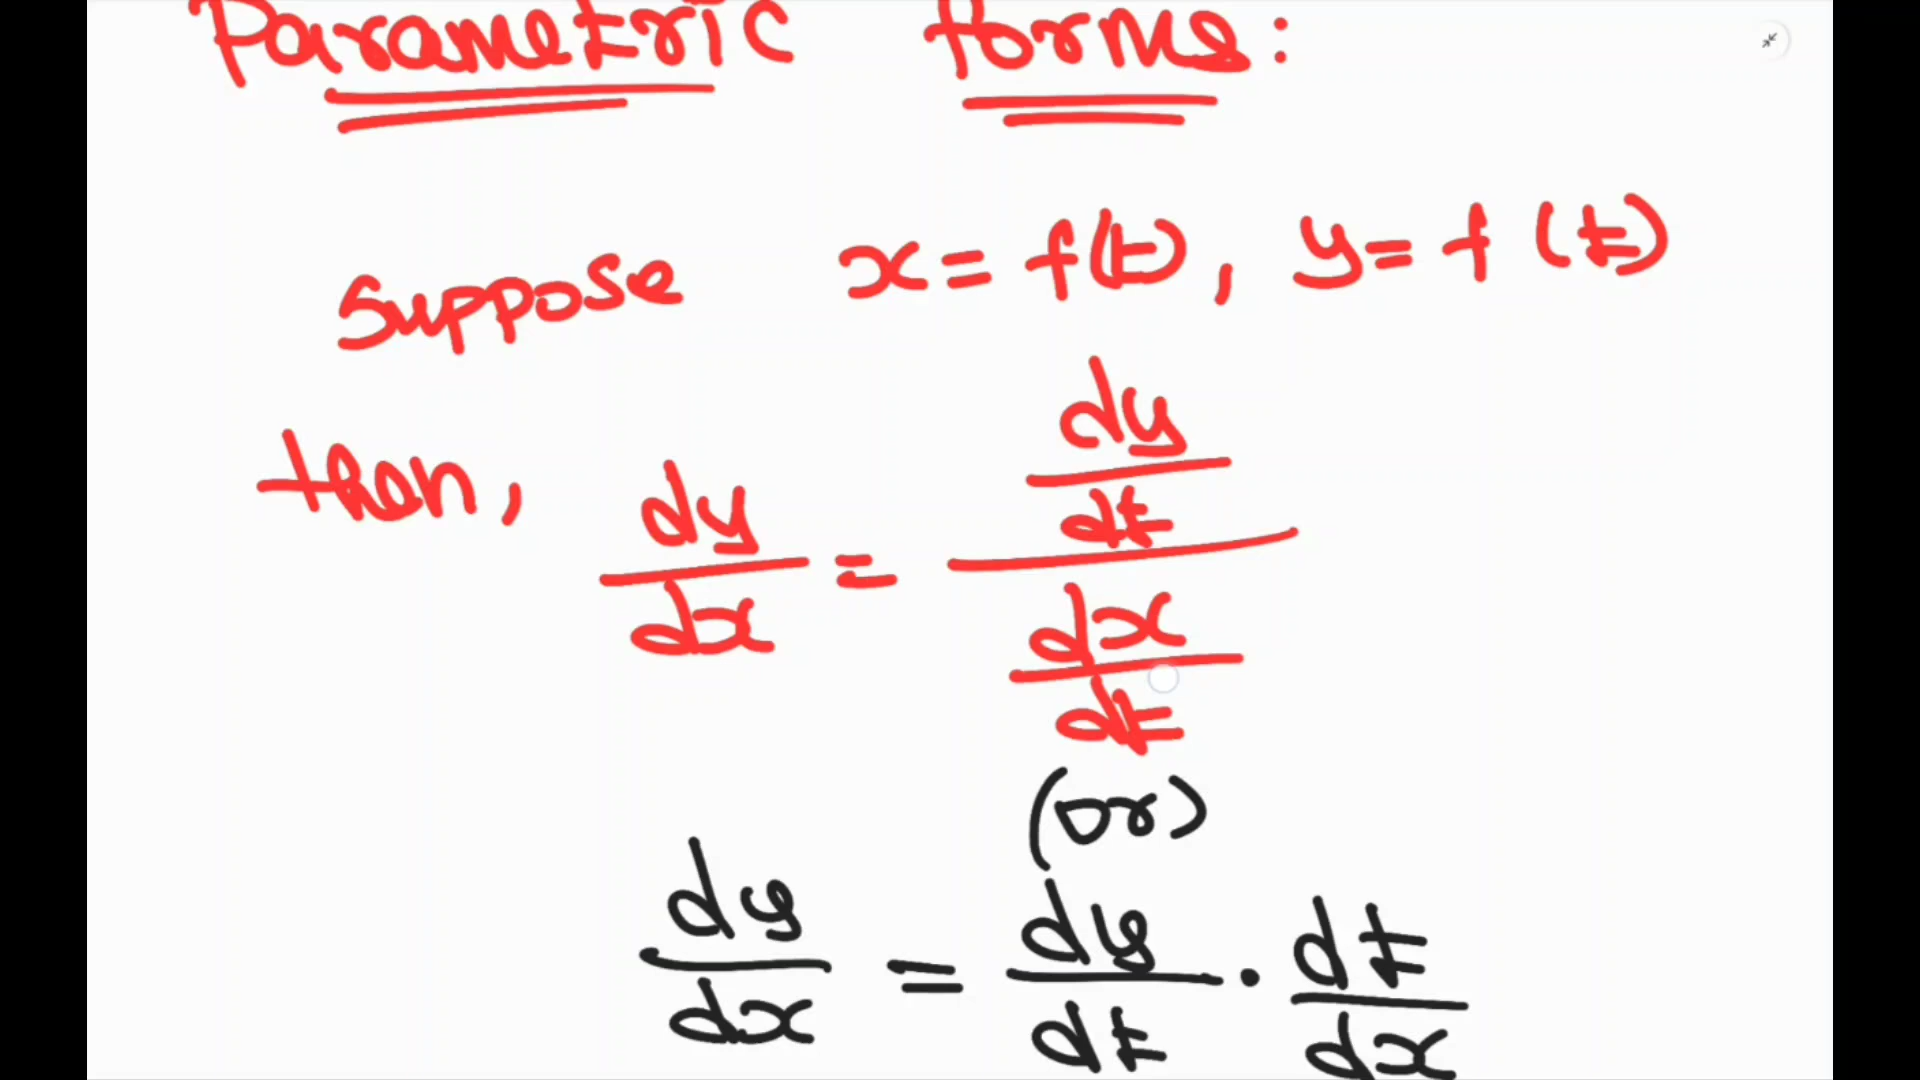 Parametric forms:
suppose x = f(t), y = f(t)
then, dy/dx = (dy/dt)/(dx/dt)
(or)
dy/dx = dy/dt · dt/dx